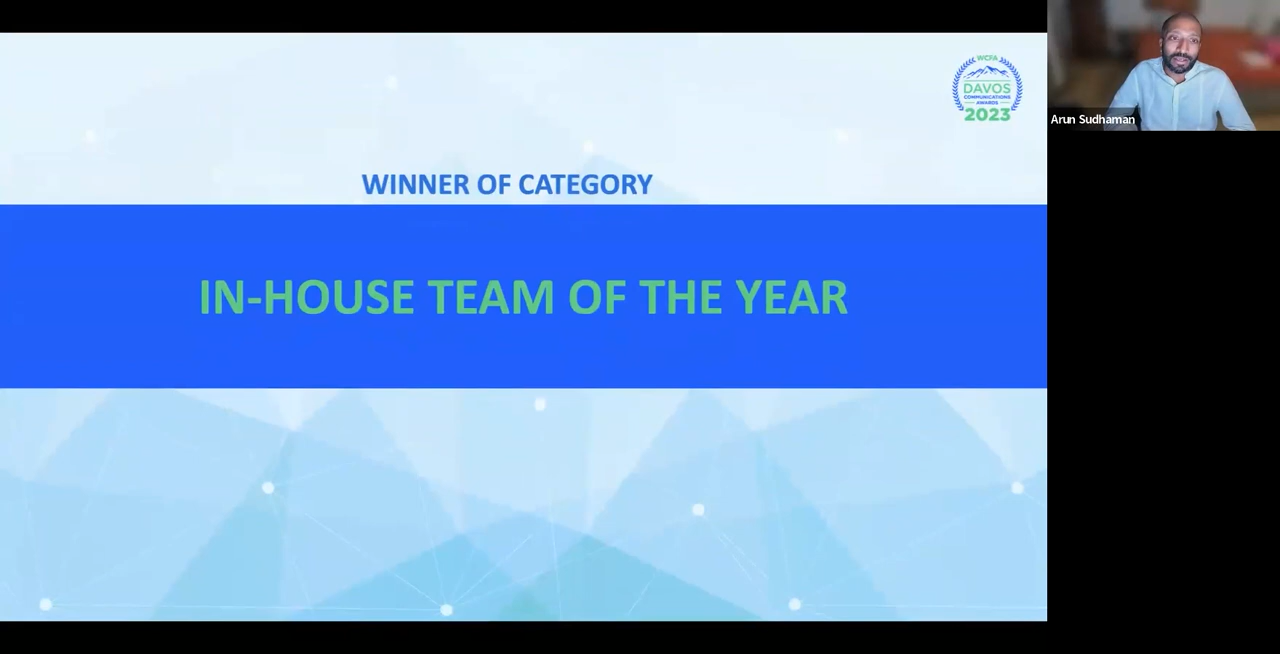 WCFA
DAVOS
COMMUNICATIONS
AWARDS
2023
Arun Sudhaman
WINNER OF CATEGORY
IN-HOUSE TEAM OF THE YEAR